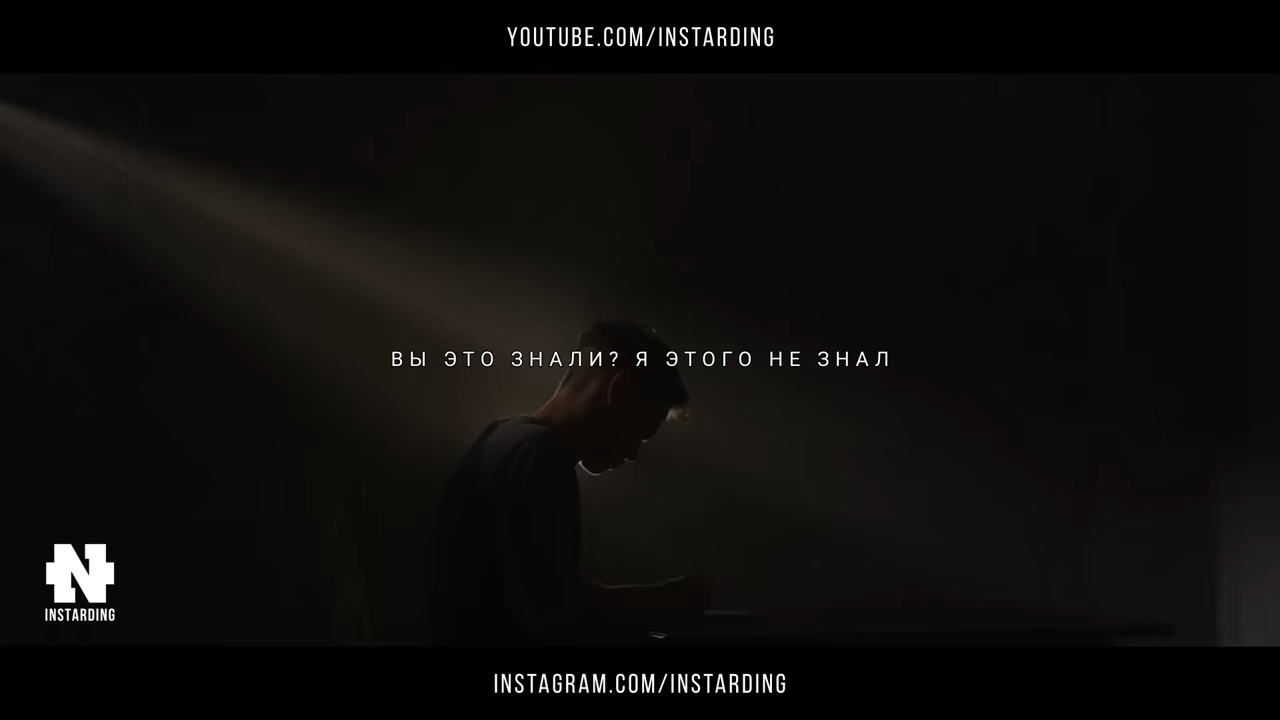 YOUTUBE.COM/INSTARDING
ВЫ ЭТО ЗНАЛИ? Я ЭТОГО НЕ ЗНАЛ
N
INSTARDING
INSTAGRAM.COM/INSTARDING